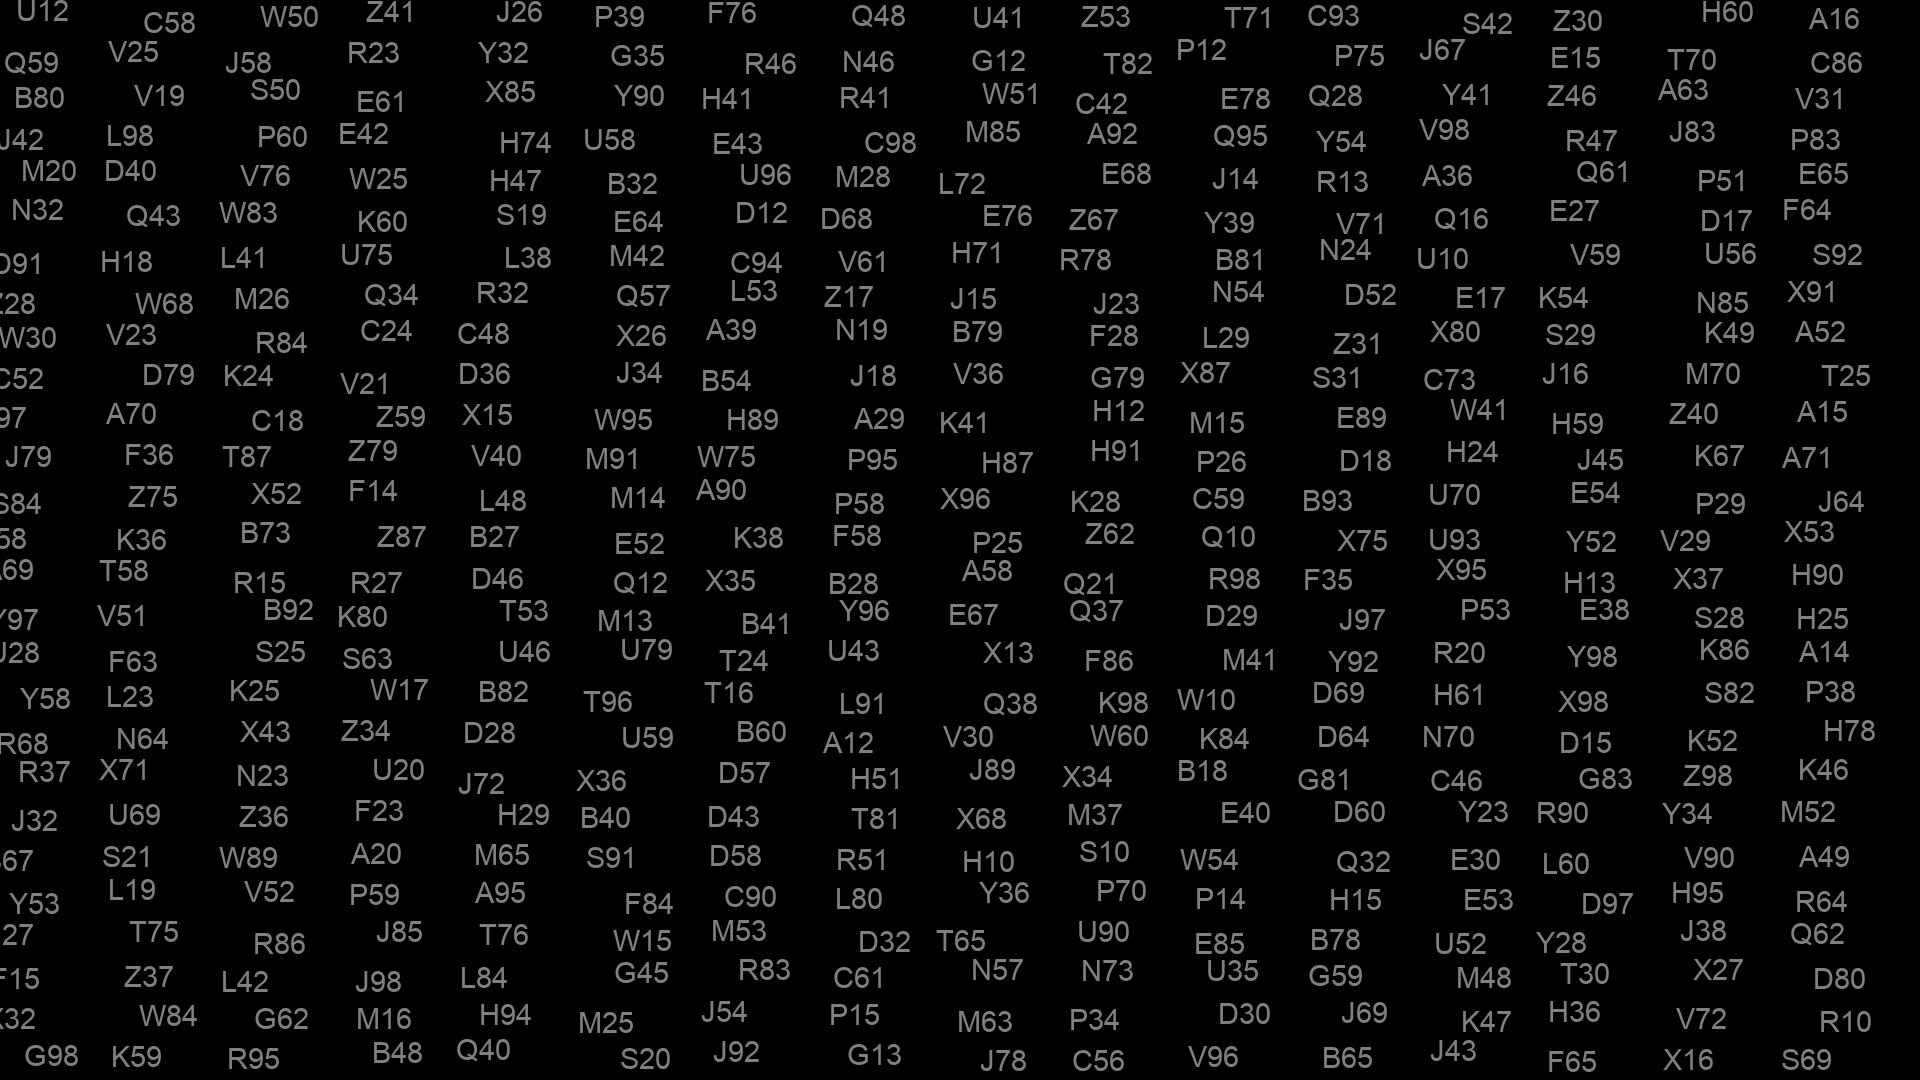 U12 C58 W50 Z41 J26 P39 F76 Q48 U41 Z53 T71 C93 S42 Z30 H60 A16
Q59 V25 J58 R23 Y32 G35 R46 N46 G12 T82 P12 P75 J67 E15 T70 C86
B80 V19 S50 E61 X85 Y90 H41 R41 W51 C42 E78 Q28 Y41 Z46 A63 V31
J42 L98 P60 E42 H74 U58 E43 C98 M85 A92 Q95 Y54 V98 R47 J83 P83
M20 D40 V76 W25 H47 B32 U96 M28 L72 E68 J14 R13 A36 Q61 P51 E65
N32 Q43 W83 K60 S19 E64 D12 D68 E76 Z67 Y39 V71 Q16 E27 D17 F64
H18 L41 U75 L38 M42 C94 V61 H71 R78 B81 N24 U10 V59 U56 S92
Z28 W68 M26 Q34 R32 Q57 L53 Z17 J15 J23 N54 D52 E17 K54 N85 X91
W30 V23 R84 C24 C48 X26 A39 N19 B79 F28 L29 Z31 X80 S29 K49 A52
C52 D79 K24 V21 D36 J34 B54 J18 V36 G79 X87 S31 C73 J16 M70 T25
97 A70 C18 Z59 X15 W95 H89 A29 K41 H12 M15 E89 W41 H59 Z40 A15
J79 F36 T87 Z79 V40 M91 W75 P95 H87 H91 P26 D18 H24 J45 K67 A71
S84 Z75 X52 F14 L48 M14 A90 P58 X96 K28 C59 B93 U70 E54 P29 J64
58 K36 B73 Z87 B27 E52 K38 F58 P25 Z62 Q10 X75 U93 Y52 V29 X53
69 T58 R15 R27 D46 Q12 X35 B28 A58 Q21 R98 F35 X95 H13 X37 H90
Y97 V51 B92 K80 T53 M13 B41 Y96 E67 Q37 D29 J97 P53 E38 S28 H25
28 F63 S25 S63 U46 U79 T24 U43 X13 F86 M41 Y92 R20 Y98 K86 A14
Y58 L23 K25 W17 B82 T96 T16 L91 Q38 K98 W10 D69 H61 X98 S82 P38
R68 N64 X43 Z34 D28 U59 B60 A12 V30 W60 K84 D64 N70 D15 K52 H78
R37 X71 N23 U20 J72 X36 D57 H51 J89 X34 B18 G81 C46 G83 Z98 K46
J32 U69 Z36 F23 H29 B40 D43 T81 X68 M37 E40 D60 Y23 R90 Y34 M52
67 S21 W89 A20 M65 S91 D58 R51 H10 S10 W54 Q32 E30 L60 V90 A49
Y53 L19 V52 P59 A95 F84 C90 L80 Y36 P70 P14 H15 E53 D97 H95 R64
27 T75 R86 J85 T76 W15 M53 D32 T65 U90 E85 B78 U52 Y28 J38 Q62
F15 Z37 L42 J98 L84 G45 R83 C61 N57 N73 U35 G59 M48 T30 X27 D80
32 W84 G62 M16 H94 M25 J54 P15 M63 P34 D30 J69 K47 H36 V72 R10
G98 K59 R95 B48 Q40 S20 J92 G13 J78 C56 V96 B65 J43 F65 X16 S69